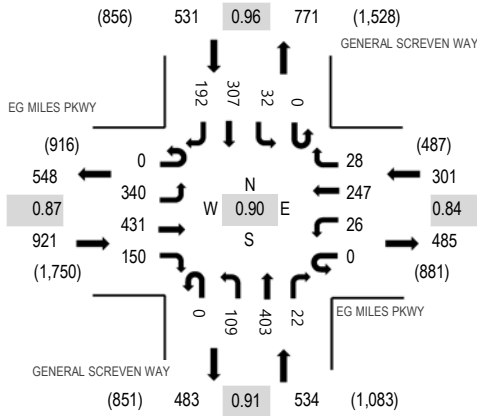 (856) 531 0.96 771 (1,528)
GENERAL SCREVEN WAY
192 307 32 0
EG MILES PKWY
(916) (487)
0 28
548 301
340 N 247
0.87 W 0.90 E 0.84
431 26
921 S 485
150 0
(1,750) (881)
0 109 403 22
EG MILES PKWY
GENERAL SCREVEN WAY
(851) 483 0.91 534 (1,083)